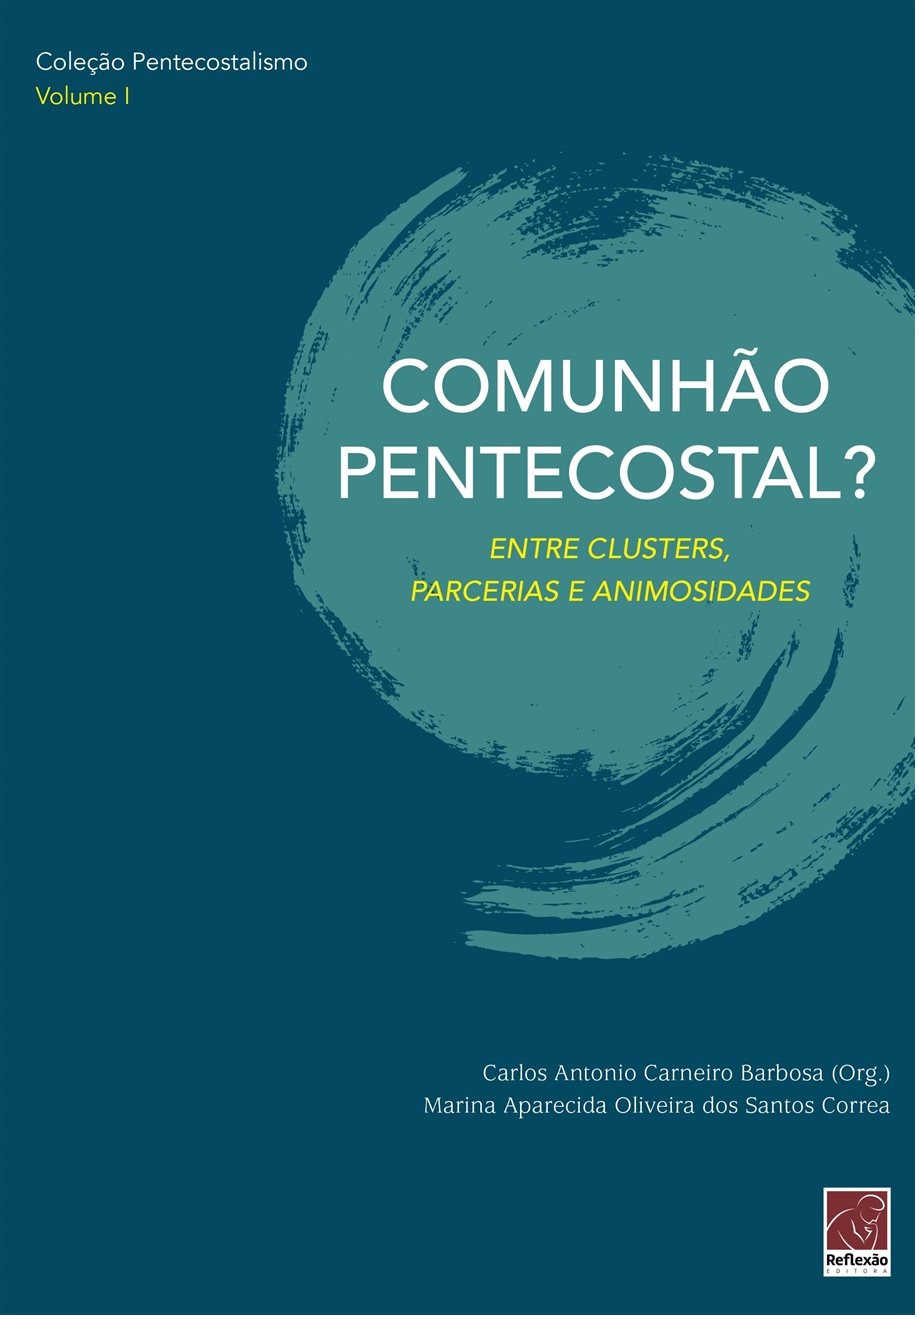 Coleção Pentecostalismo
Volume I
COMUNHÃO
PENTECOSTAL?
ENTRE CLUSTERS,
PARCERIAS E ANIMOSIDADES
Carlos Antonio Carneiro Barbosa (Org.)
Marina Aparecida Oliveira dos Santos Correa
Reflexão
EDITORA